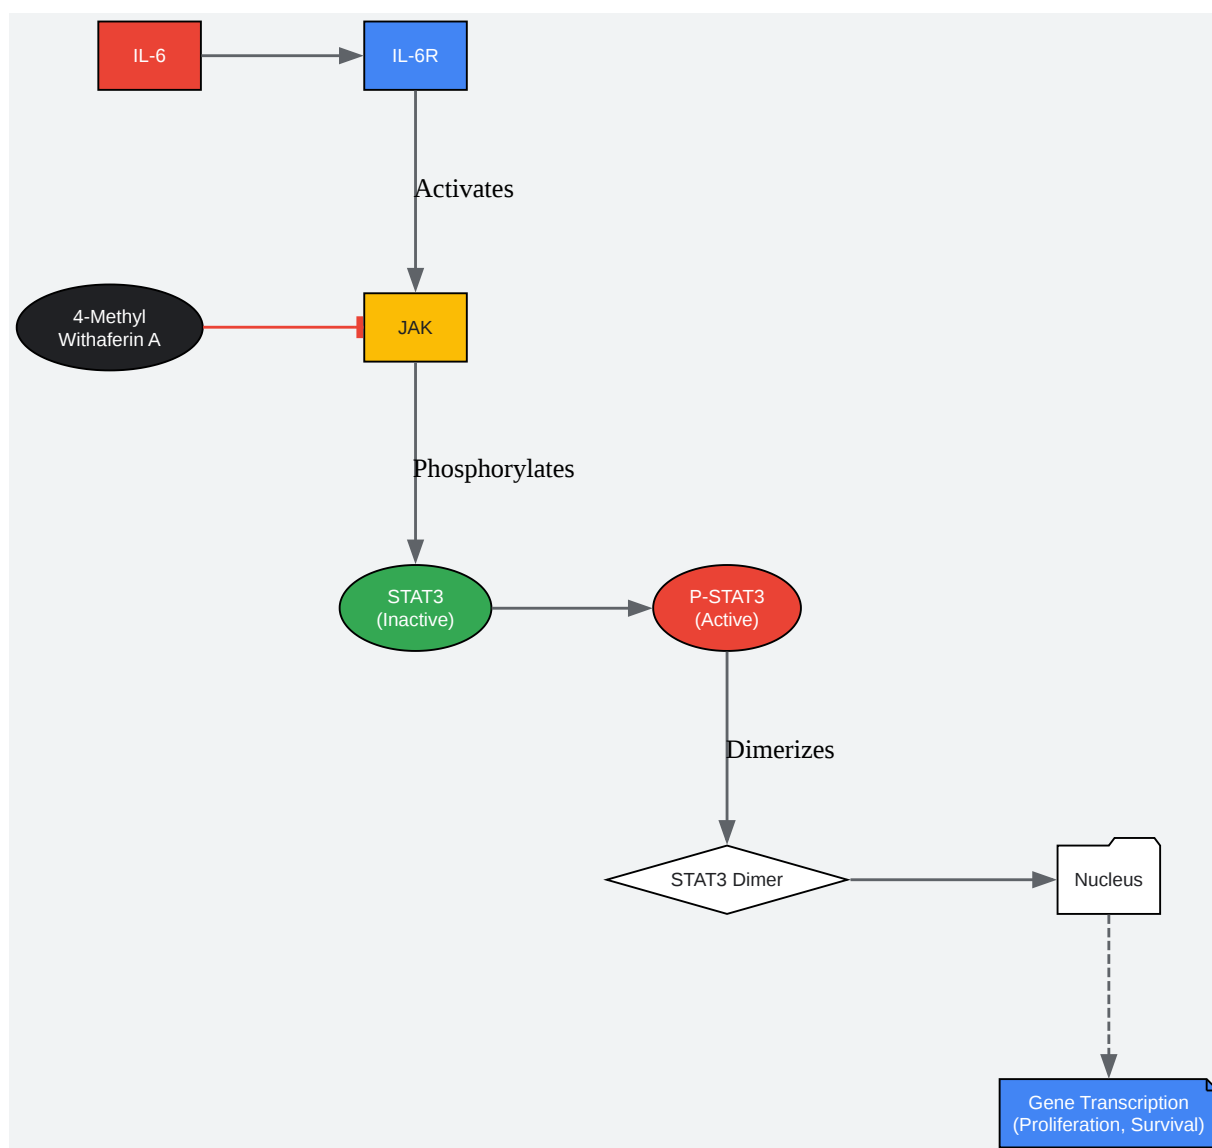 IL-6
IL-6R
Activates
4-Methyl
Withaferin A
JAK
Phosphorylates
STAT3
(Inactive)
P-STAT3
(Active)
Dimerizes
STAT3 Dimer
Nucleus
Gene Transcription
(Proliferation, Survival)